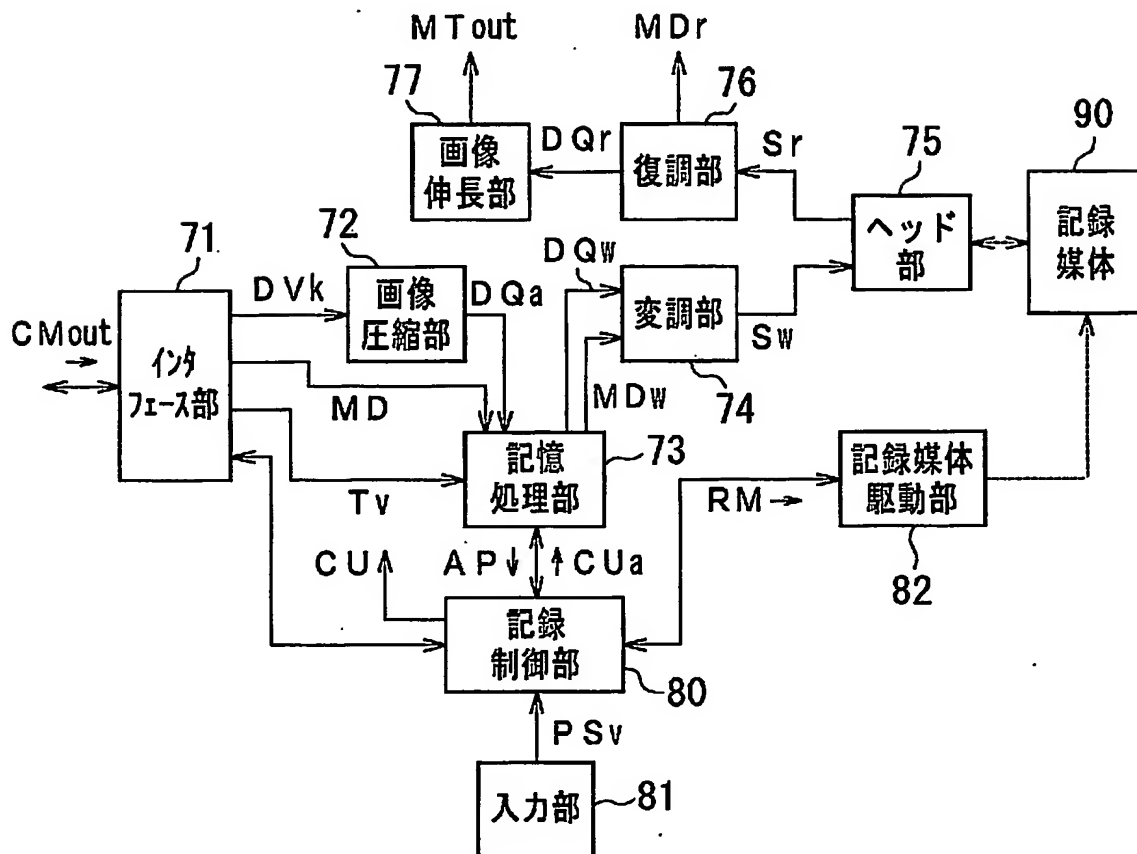 MTout
MDr
77
76
90
画像
伸長部
DQr
復調部
Sr
75
ヘッド
部
記録
媒体
71
72
DVk
画像
圧縮部
DQa
DQw
変調部
Sw
74
CMout
インタ
フェース部
MD
MDw
記憶
処理部
73
Tv
RM
記録媒体
駆動部
82
CU
AP
CUa
記録
制御部
80
PSv
入力部
81